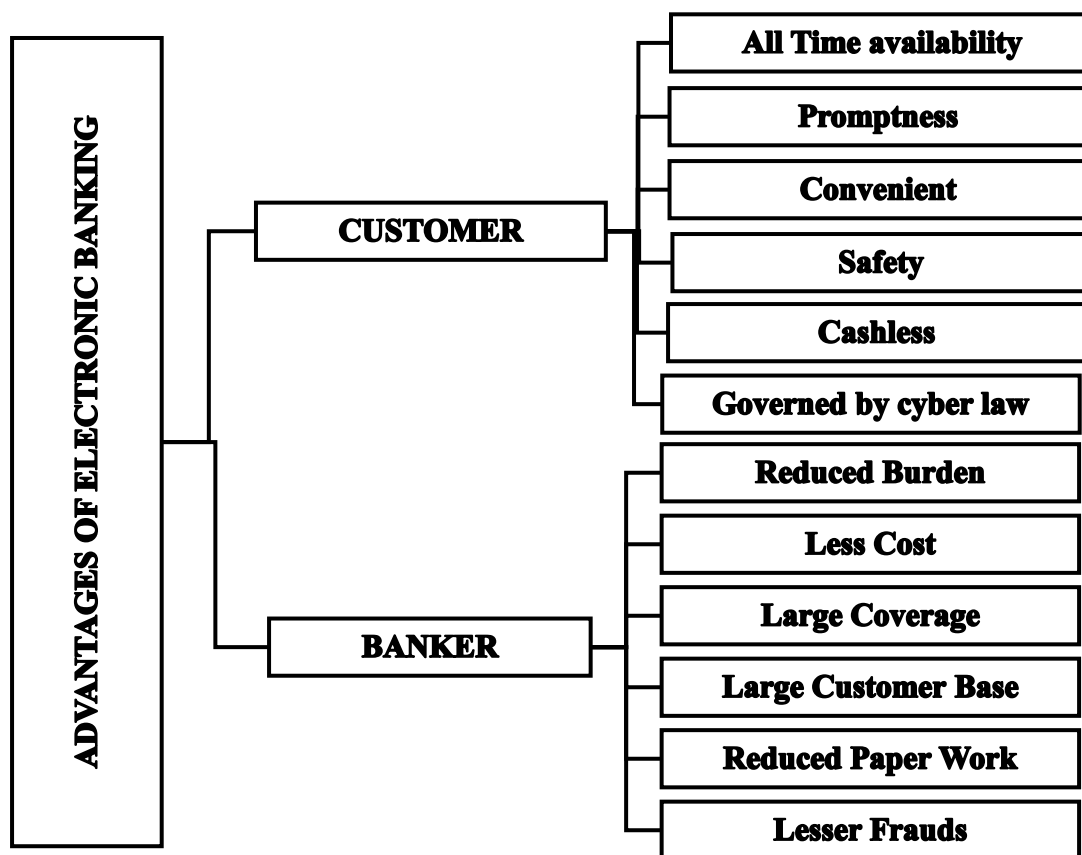 ADVANTAGES OF ELECTRONIC BANKING
CUSTOMER
All Time availability
Promptness
Convenient
Safety
Cashless
Governed by cyber law
BANKER
Reduced Burden
Less Cost
Large Coverage
Large Customer Base
Reduced Paper Work
Lesser Frauds